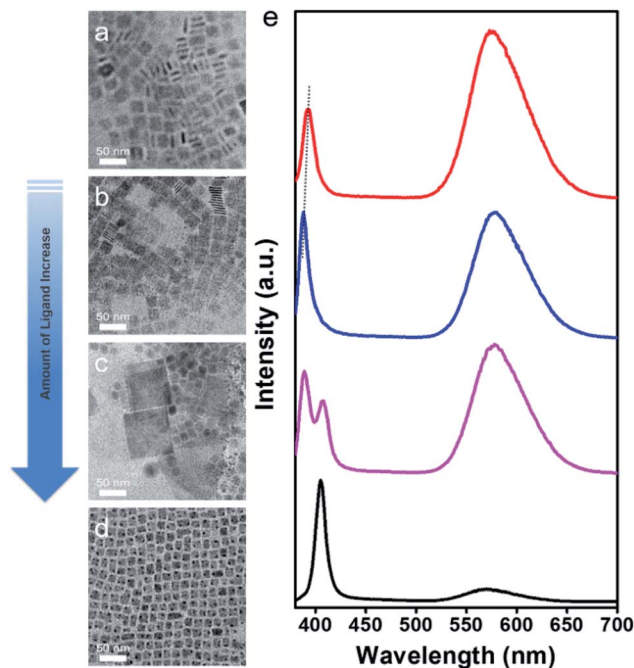 a
50 nm
b
50 nm
c
50 nm
d
50 nm
Amount of Ligand Increase
e
Intensity (a.u.)
400 450 500 550 600 650 700
Wavelength (nm)